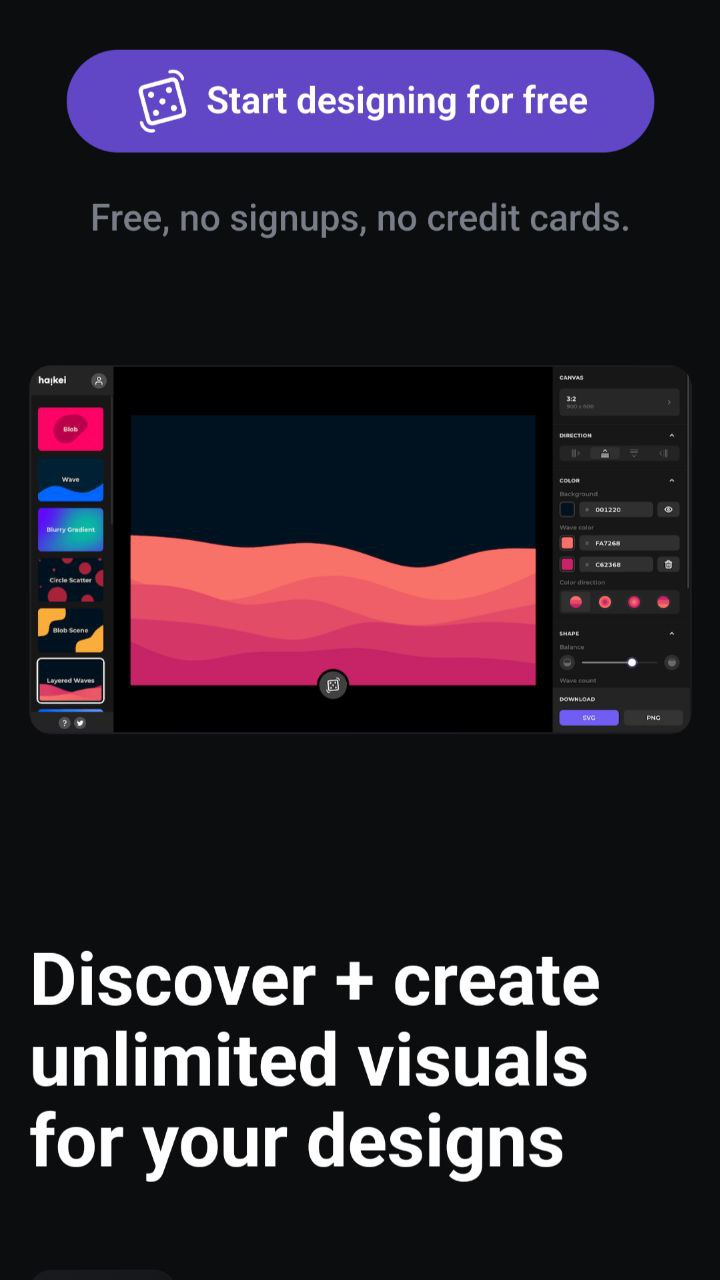 Start designing for free
Free, no signups, no credit cards.
haikei
Blob
Wave
Blurry Gradient
Circle Scatter
Blob Scene
Layered Waves
?
CANVAS
3:2
900 x 600
DIRECTION
COLOR
Background
001220
Wave color
FA7268
C62368
Color direction
SHAPE
Balance
Wave count
DOWNLOAD
SVG
PNG
Discover + create
unlimited visuals
for your designs